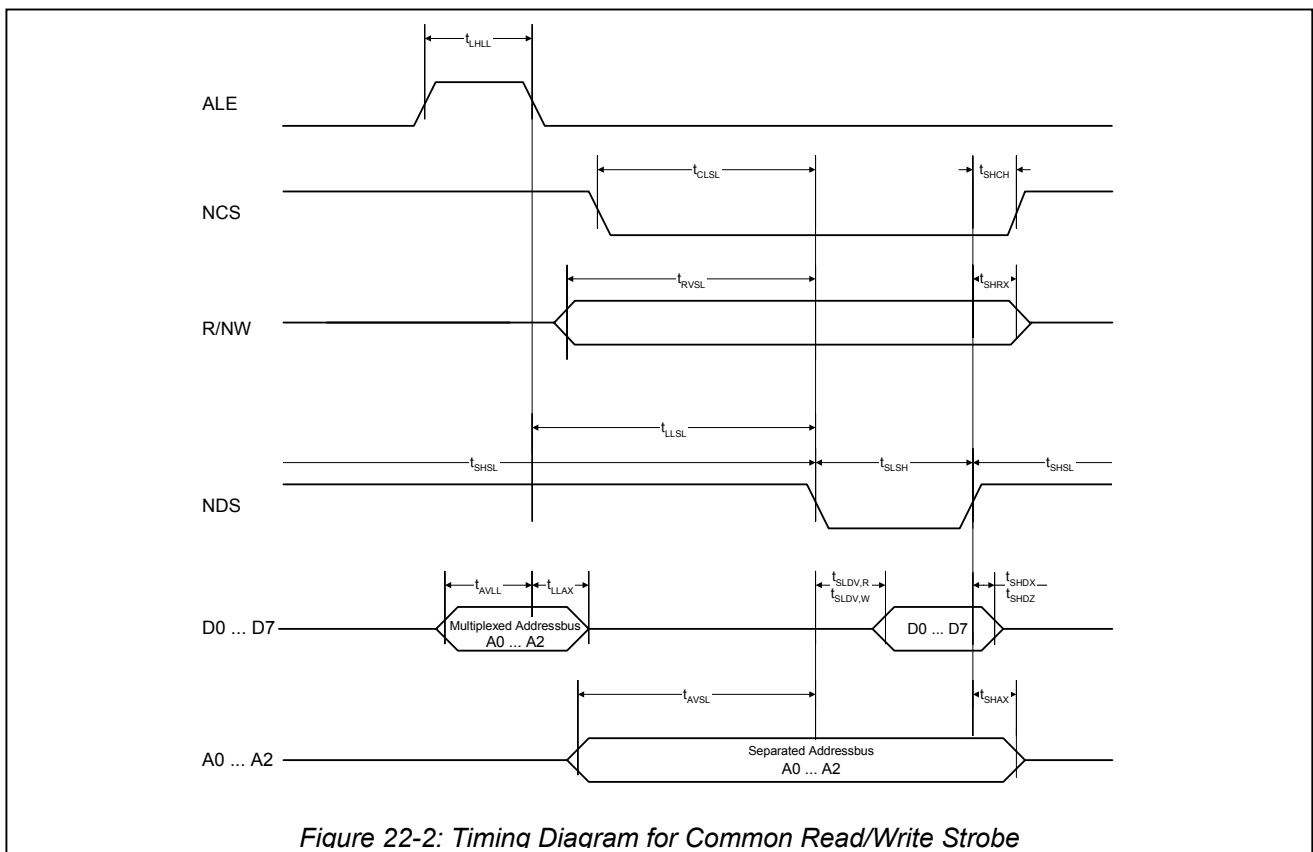 tLHLL
ALE
tCLSL
tSHCH
NCS
tRVSL
tSHRX
R/NW
tLLSL
tSHSL
tSLSH
tSHSL
NDS
tAVLL
tLLAX
tSLDV,R
tSLDV,W
tSHDX
tSHDZ
D0 ... D7
Multiplexed Addressbus
A0 ... A2
D0 ... D7
tAVSL
tSHAX
A0 ... A2
Separated Addressbus
A0 ... A2
Figure 22-2: Timing Diagram for Common Read/Write Strobe